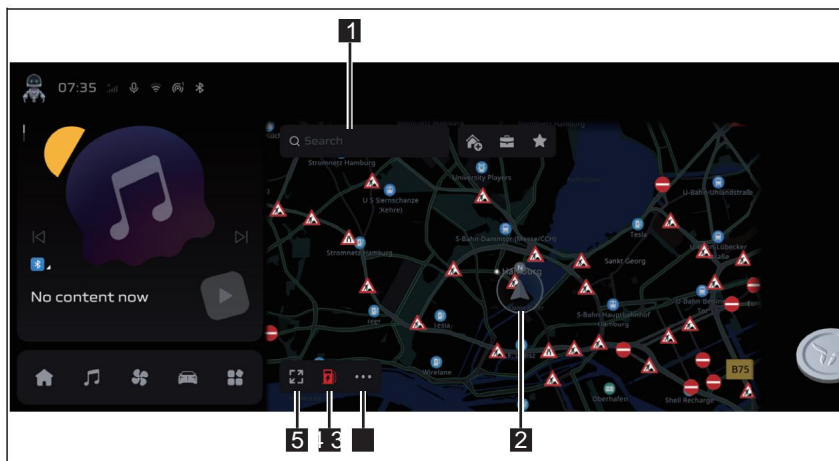 1
07:35
Search
Stromnetz Hamburg
University Players
U-Bahn-Uhlandstraße
U S Sternschanze
(Kehre)
Tesla
S-Bahn-Dammtor (Messe/CCH)
Stromnetz Hamburg
Sankt Georg
N
Hamburg
No content now
Tesla
S-Bahn Hauptbahnhof
Hamburg
Wirelane
B75
Oberhafen
Shell Recharge
5
4 3
2